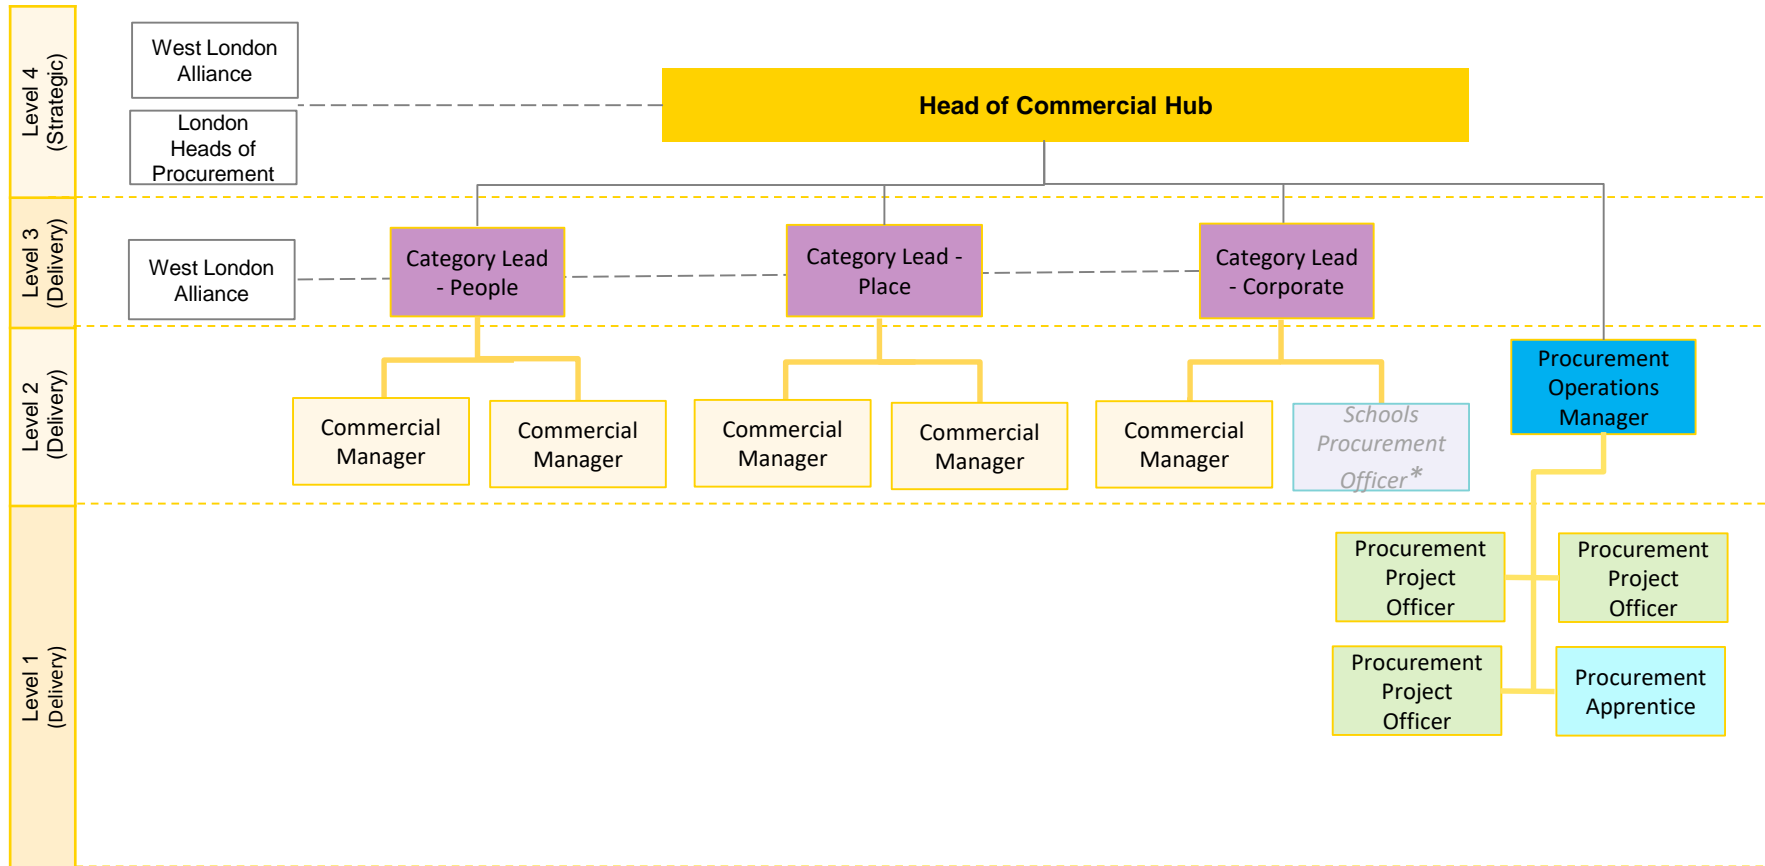 Level 4
(Strategic)
West London
Alliance
London
Heads of
Procurement
Head of Commercial Hub
Level 3
(Delivery)
West London
Alliance
Category Lead
- People
Category Lead -
Place
Category Lead
- Corporate
Level 2
(Delivery)
Commercial
Manager
Commercial
Manager
Commercial
Manager
Commercial
Manager
Commercial
Manager
Schools
Procurement
Officer*
Procurement
Operations
Manager
Level 1
(Delivery)
Procurement
Project
Officer
Procurement
Project
Officer
Procurement
Project
Officer
Procurement
Apprentice